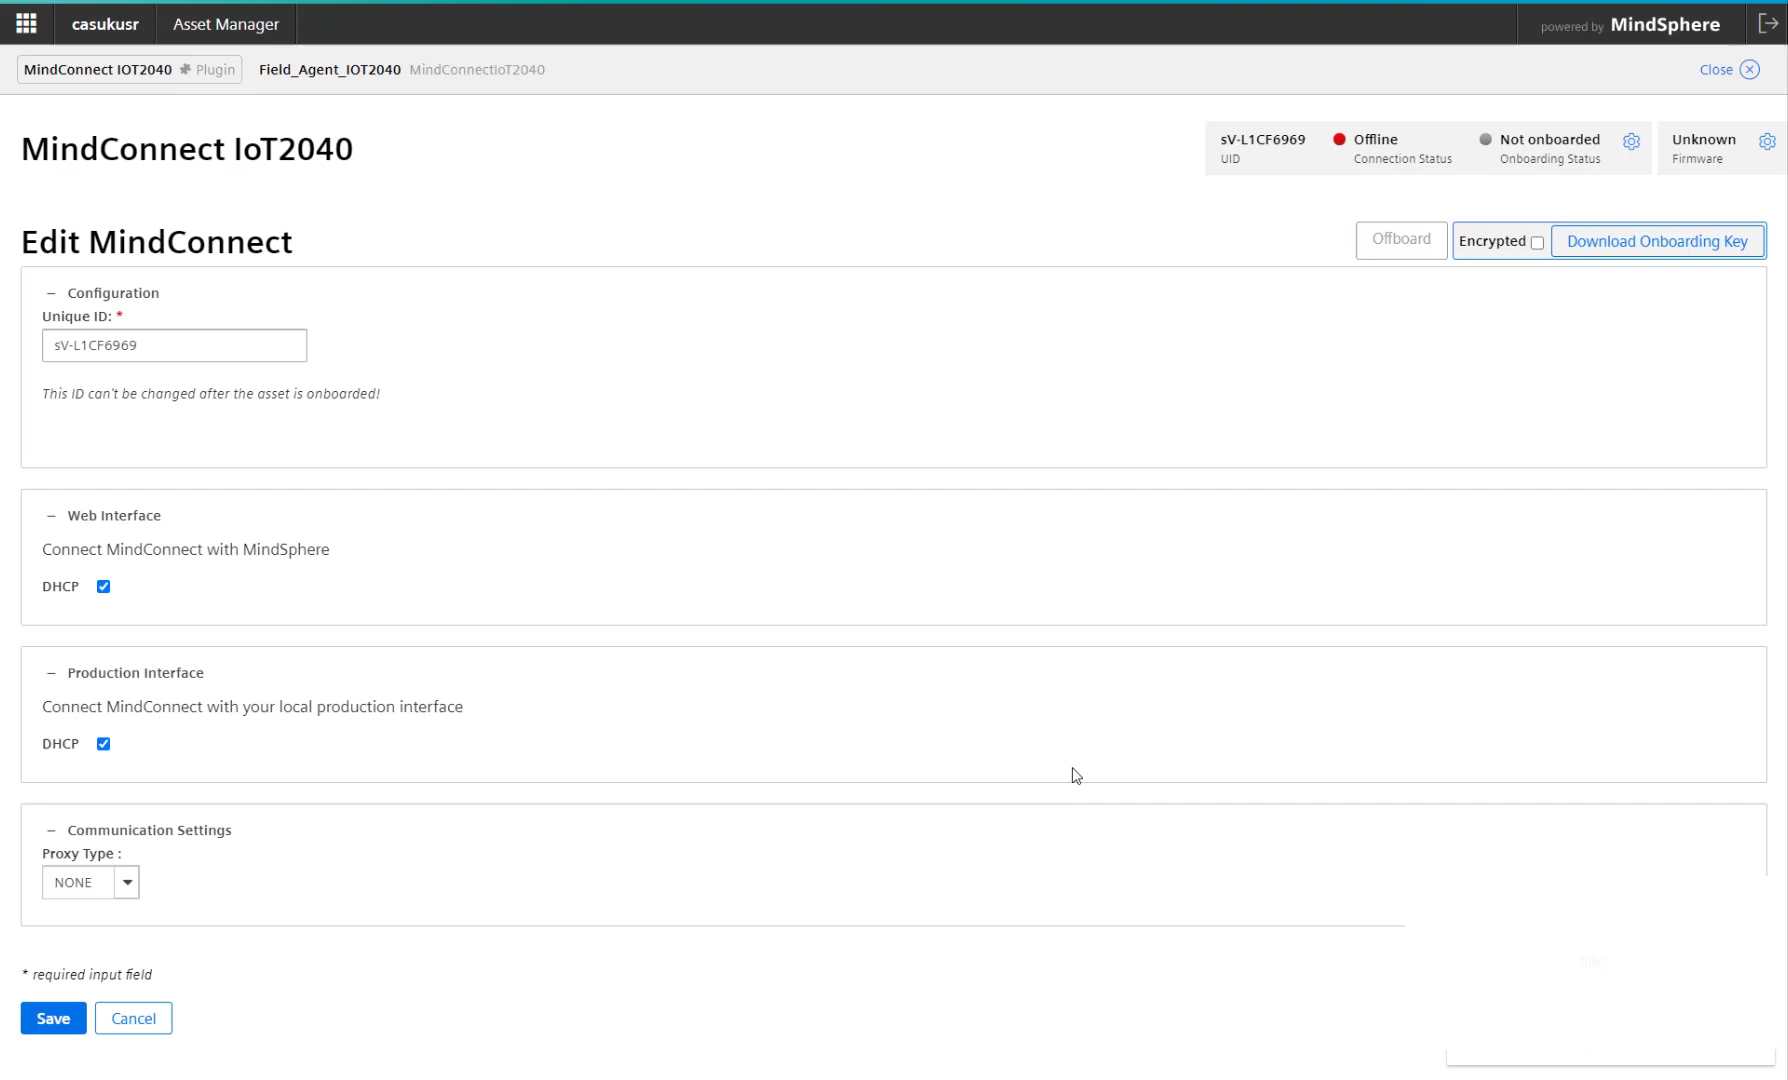 casukusr Asset Manager powered by MindSphere
MindConnect IOT2040 Plugin Field_Agent_IOT2040 MindConnectIoT2040 Close
MindConnect IoT2040
sV-L1CF6969 Offline Not onboarded Unknown
UID Connection Status Onboarding Status Firmware
Edit MindConnect
Offboard Encrypted Download Onboarding Key
– Configuration
Unique ID: *
sV-L1CF6969
This ID can't be changed after the asset is onboarded!
– Web Interface
Connect MindConnect with MindSphere
DHCP
– Production Interface
Connect MindConnect with your local production interface
DHCP
– Communication Settings
Proxy Type :
NONE
* required input field
Save Cancel